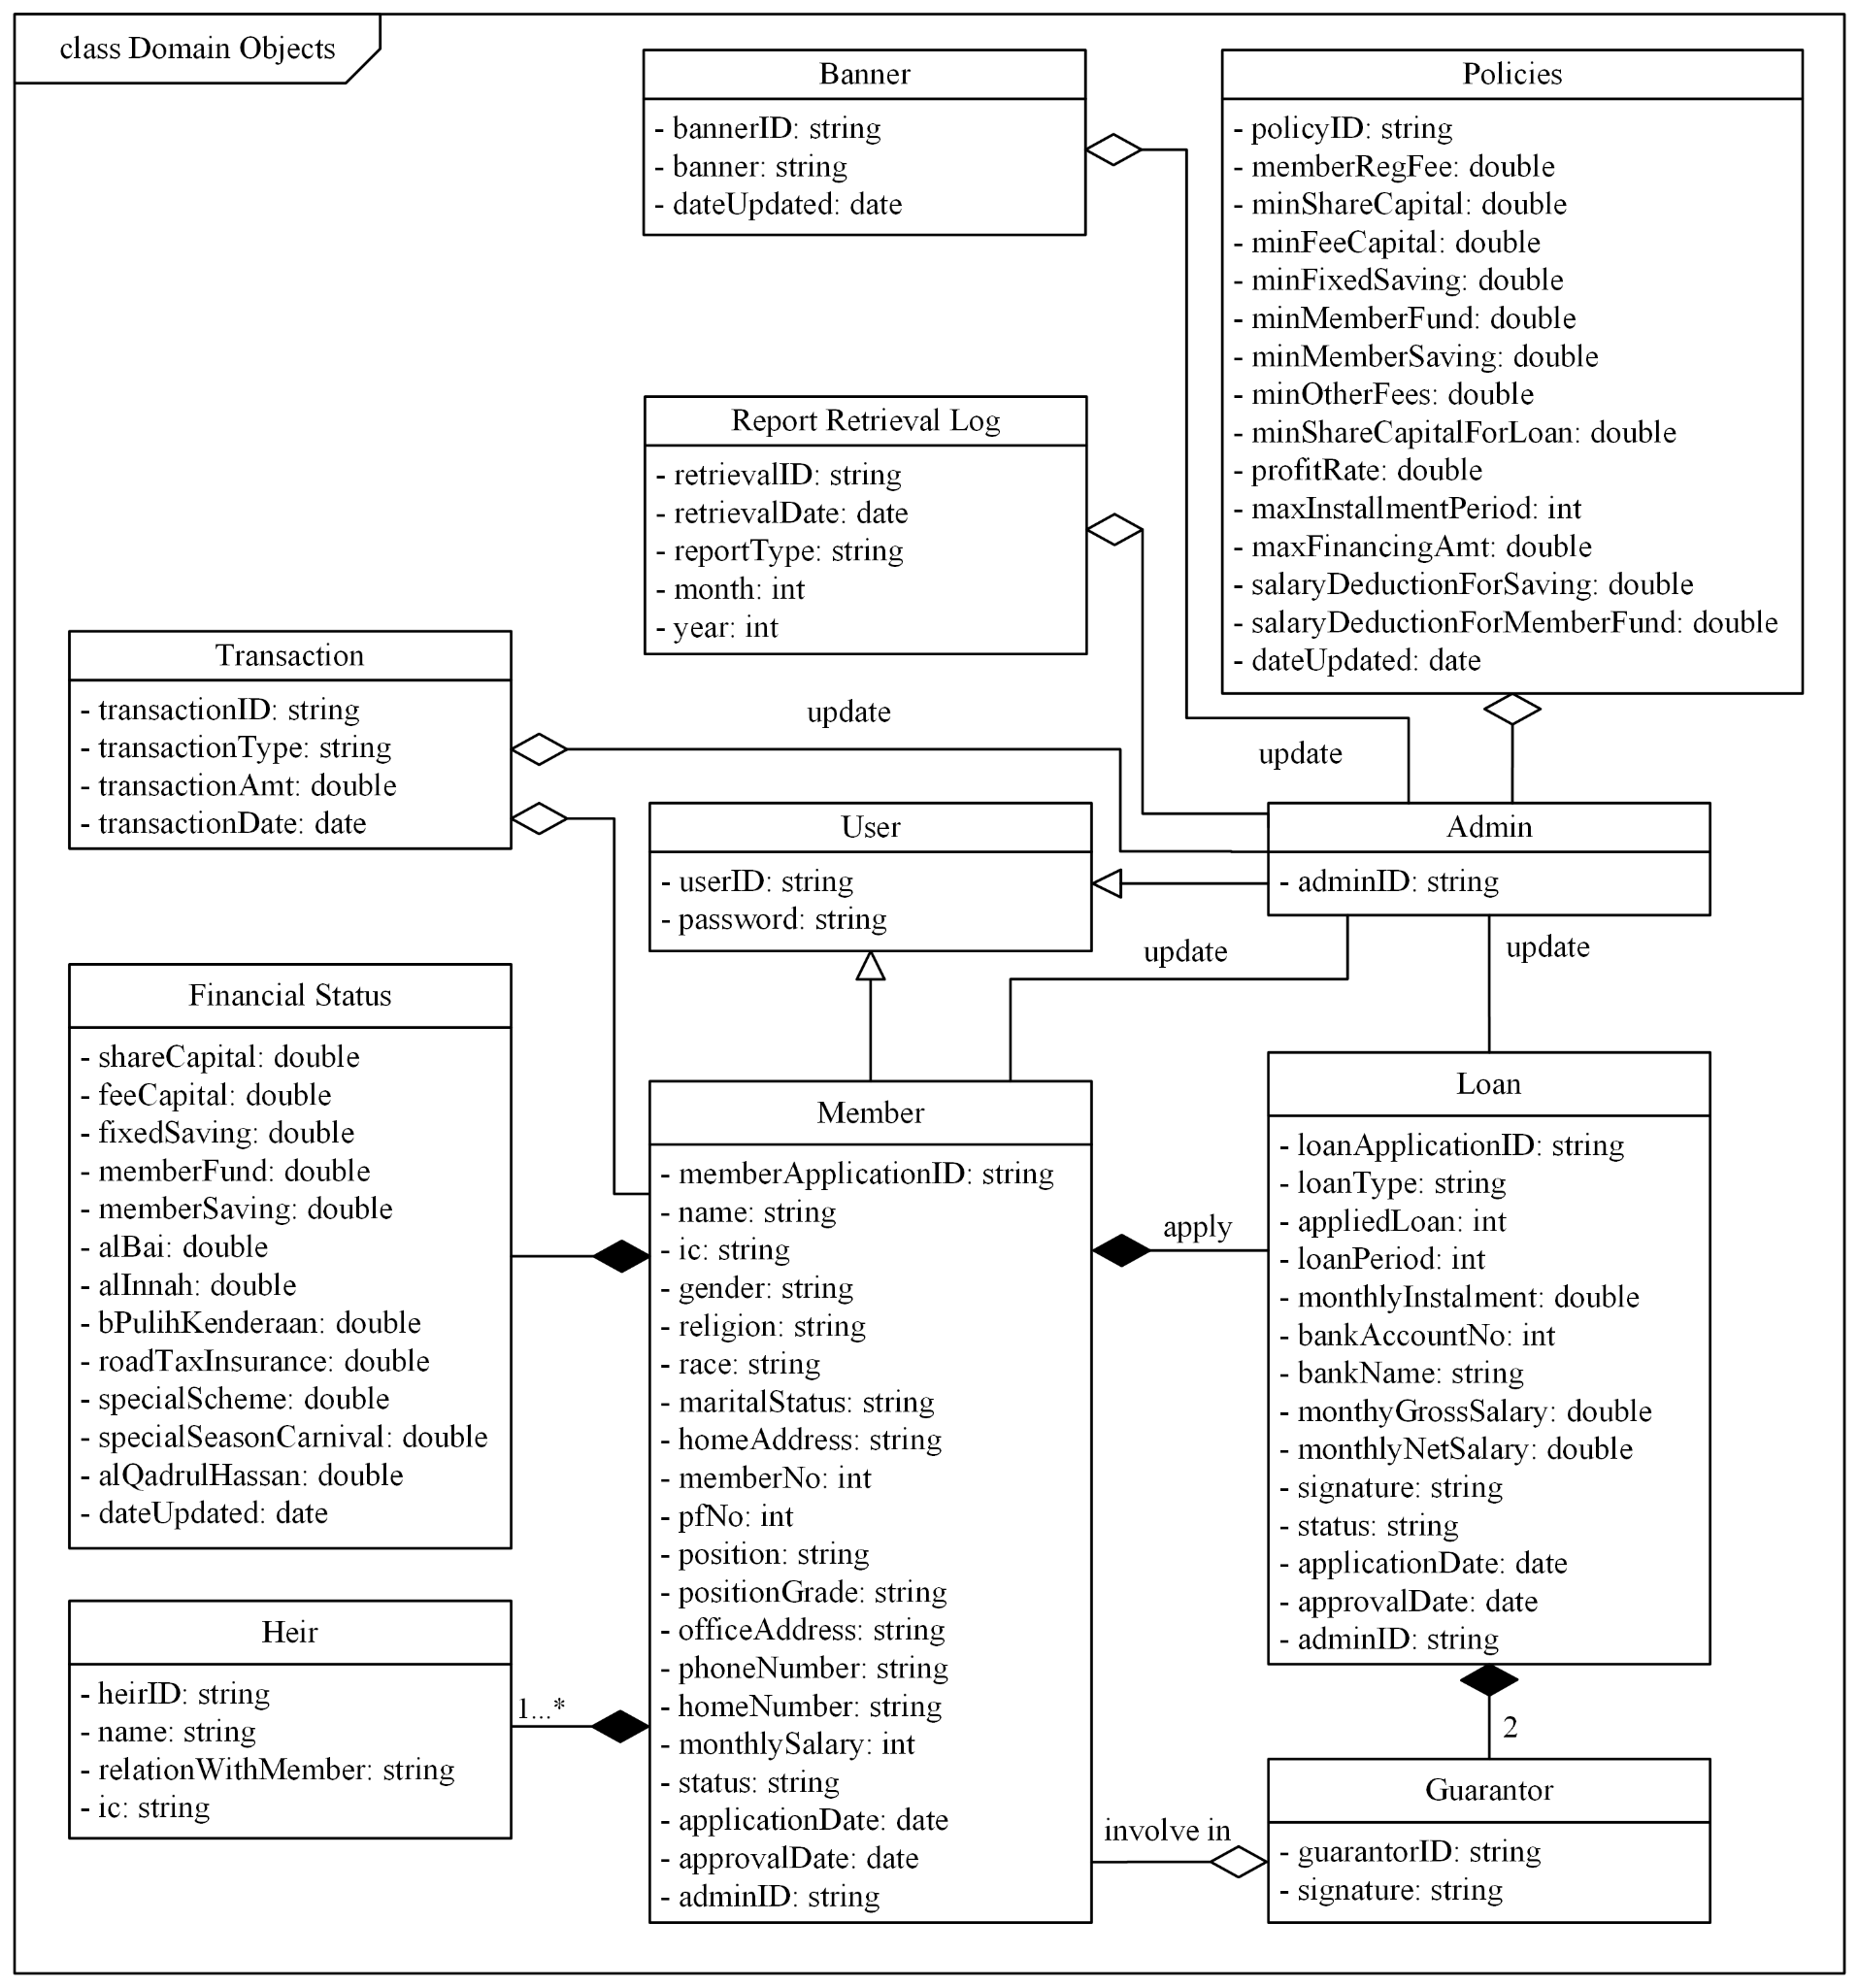 class Domain Objects
Banner
- bannerID: string
- banner: string
- dateUpdated: date
Policies
- policyID: string
- memberRegFee: double
- minShareCapital: double
- minFeeCapital: double
- minFixedSaving: double
- minMemberFund: double
- minMemberSaving: double
- minOtherFees: double
- minShareCapitalForLoan: double
- profitRate: double
- maxInstallmentPeriod: int
- maxFinancingAmt: double
- salaryDeductionForSaving: double
- salaryDeductionForMemberFund: double
- dateUpdated: date
Report Retrieval Log
- retrievalID: string
- retrievalDate: date
- reportType: string
- month: int
- year: int
Transaction
- transactionID: string
- transactionType: string
- transactionAmt: double
- transactionDate: date
update
update
User
- userID: string
- password: string
Admin
- adminID: string
update
update
Financial Status
- shareCapital: double
- feeCapital: double
- fixedSaving: double
- memberFund: double
- memberSaving: double
- alBai: double
- alInnah: double
- bPulihKenderaan: double
- roadTaxInsurance: double
- specialScheme: double
- specialSeasonCarnival: double
- alQadrulHassan: double
- dateUpdated: date
Member
- memberApplicationID: string
- name: string
- ic: string
- gender: string
- religion: string
- race: string
- maritalStatus: string
- homeAddress: string
- memberNo: int
- pfNo: int
- position: string
- positionGrade: string
- officeAddress: string
- phoneNumber: string
- homeNumber: string
- monthlySalary: int
- status: string
- applicationDate: date
- approvalDate: date
- adminID: string
apply
Loan
- loanApplicationID: string
- loanType: string
- appliedLoan: int
- loanPeriod: int
- monthlyInstalment: double
- bankAccountNo: int
- bankName: string
- monthyGrossSalary: double
- monthlyNetSalary: double
- signature: string
- status: string
- applicationDate: date
- approvalDate: date
- adminID: string
Heir
- heirID: string
- name: string
- relationWithMember: string
- ic: string
1...*
2
Guarantor
- guarantorID: string
- signature: string
involve in